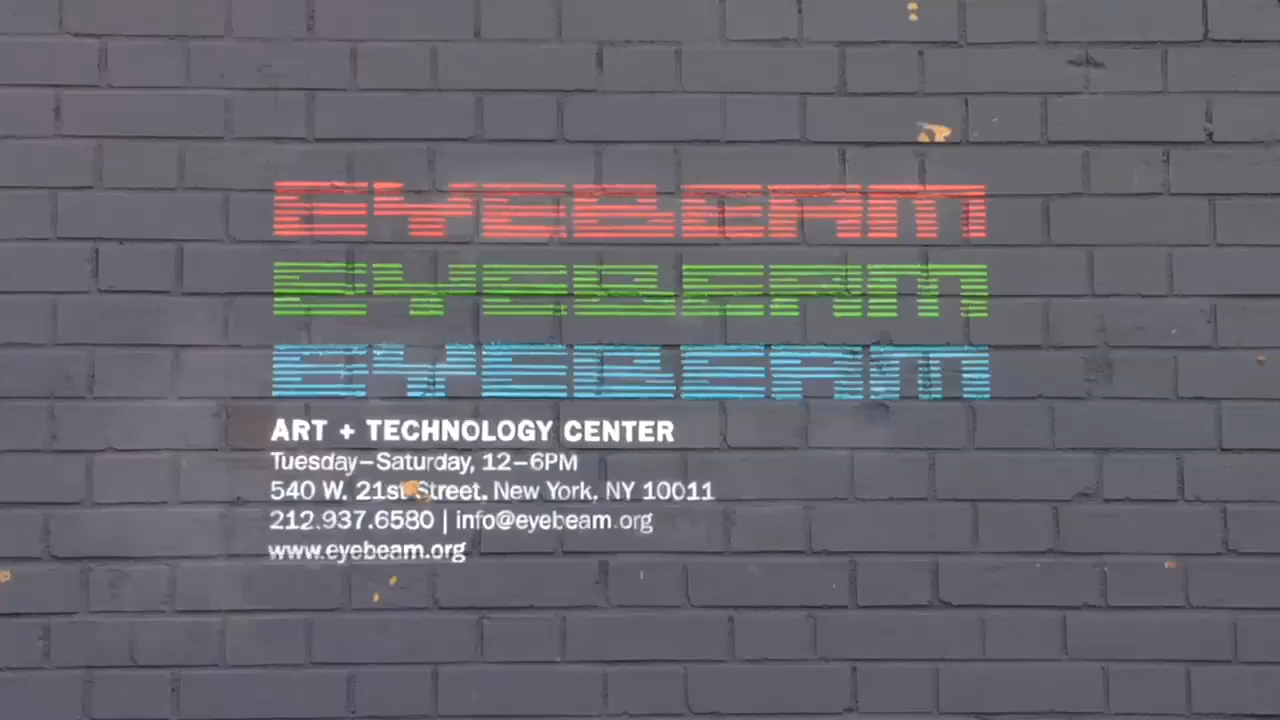 EYEBEAM
EYEBEAM
EYEBEAM
ART + TECHNOLOGY CENTER
Tuesday–Saturday, 12–6PM
540 W. 21st Street, New York, NY 10011
212.937.6580 | info@eyebeam.org
www.eyebeam.org